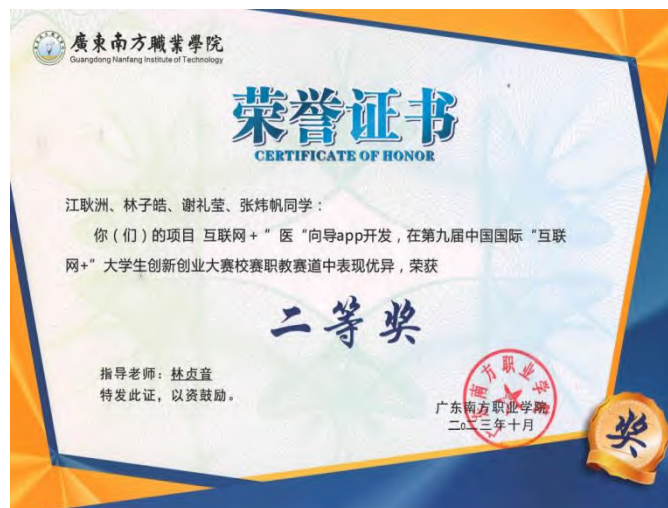 廣東南方職業學院
Guangdong Nanfang Institute of Technology
荣誉证书
CERTIFICATE OF HONOR
江耿洲、林子皓、谢礼莹、张炜帆同学：
你（们）的项目 互联网+“ 医 “向导app开发，在第九届中国国际“互联
网+”大学生创新创业大赛校赛职教赛道中表现优异，荣获
二等奖
指导老师：林贞音
特发此证，以资鼓励。
广东南方职业学院
二〇二三年十月
奖